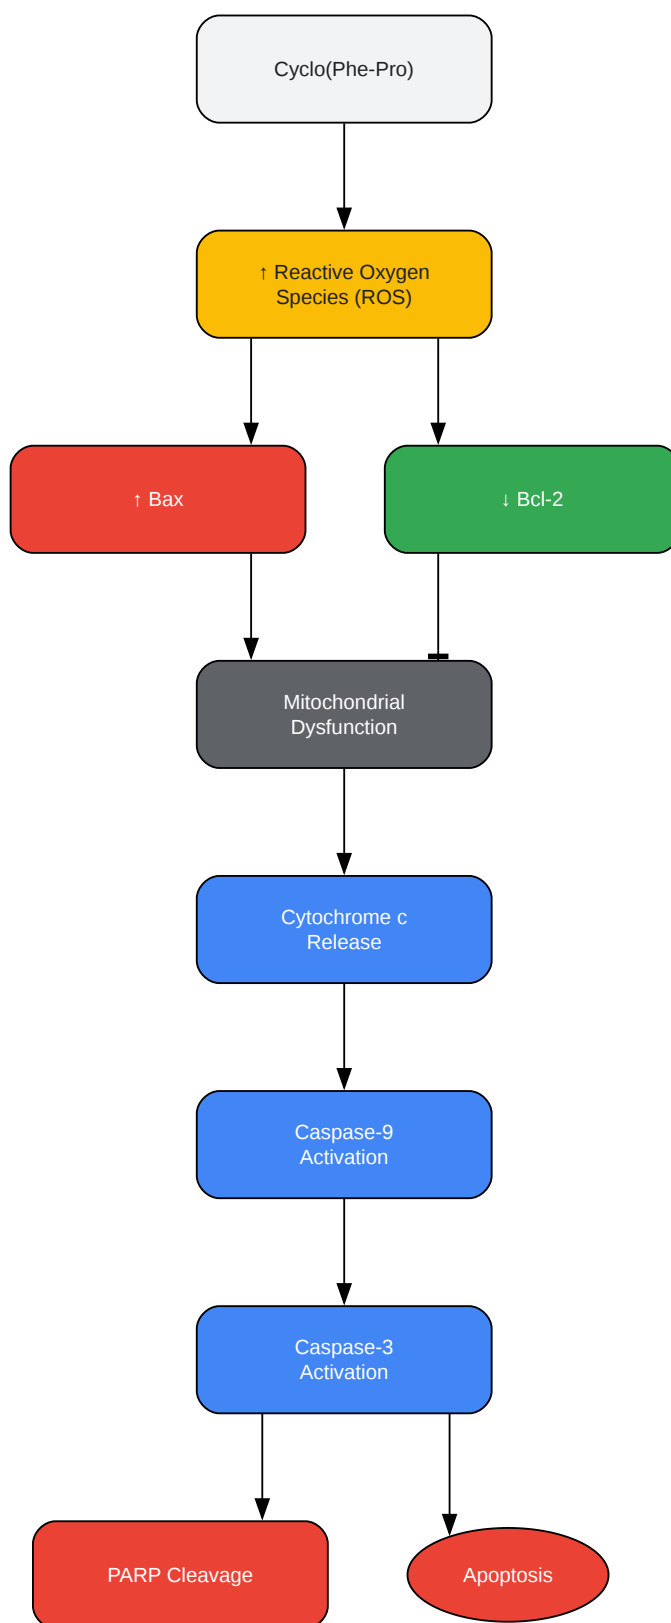 Cyclo(Phe-Pro)
↑ Reactive Oxygen
Species (ROS)
↑ Bax
↓ Bcl-2
Mitochondrial
Dysfunction
Cytochrome c
Release
Caspase-9
Activation
Caspase-3
Activation
PARP Cleavage
Apoptosis